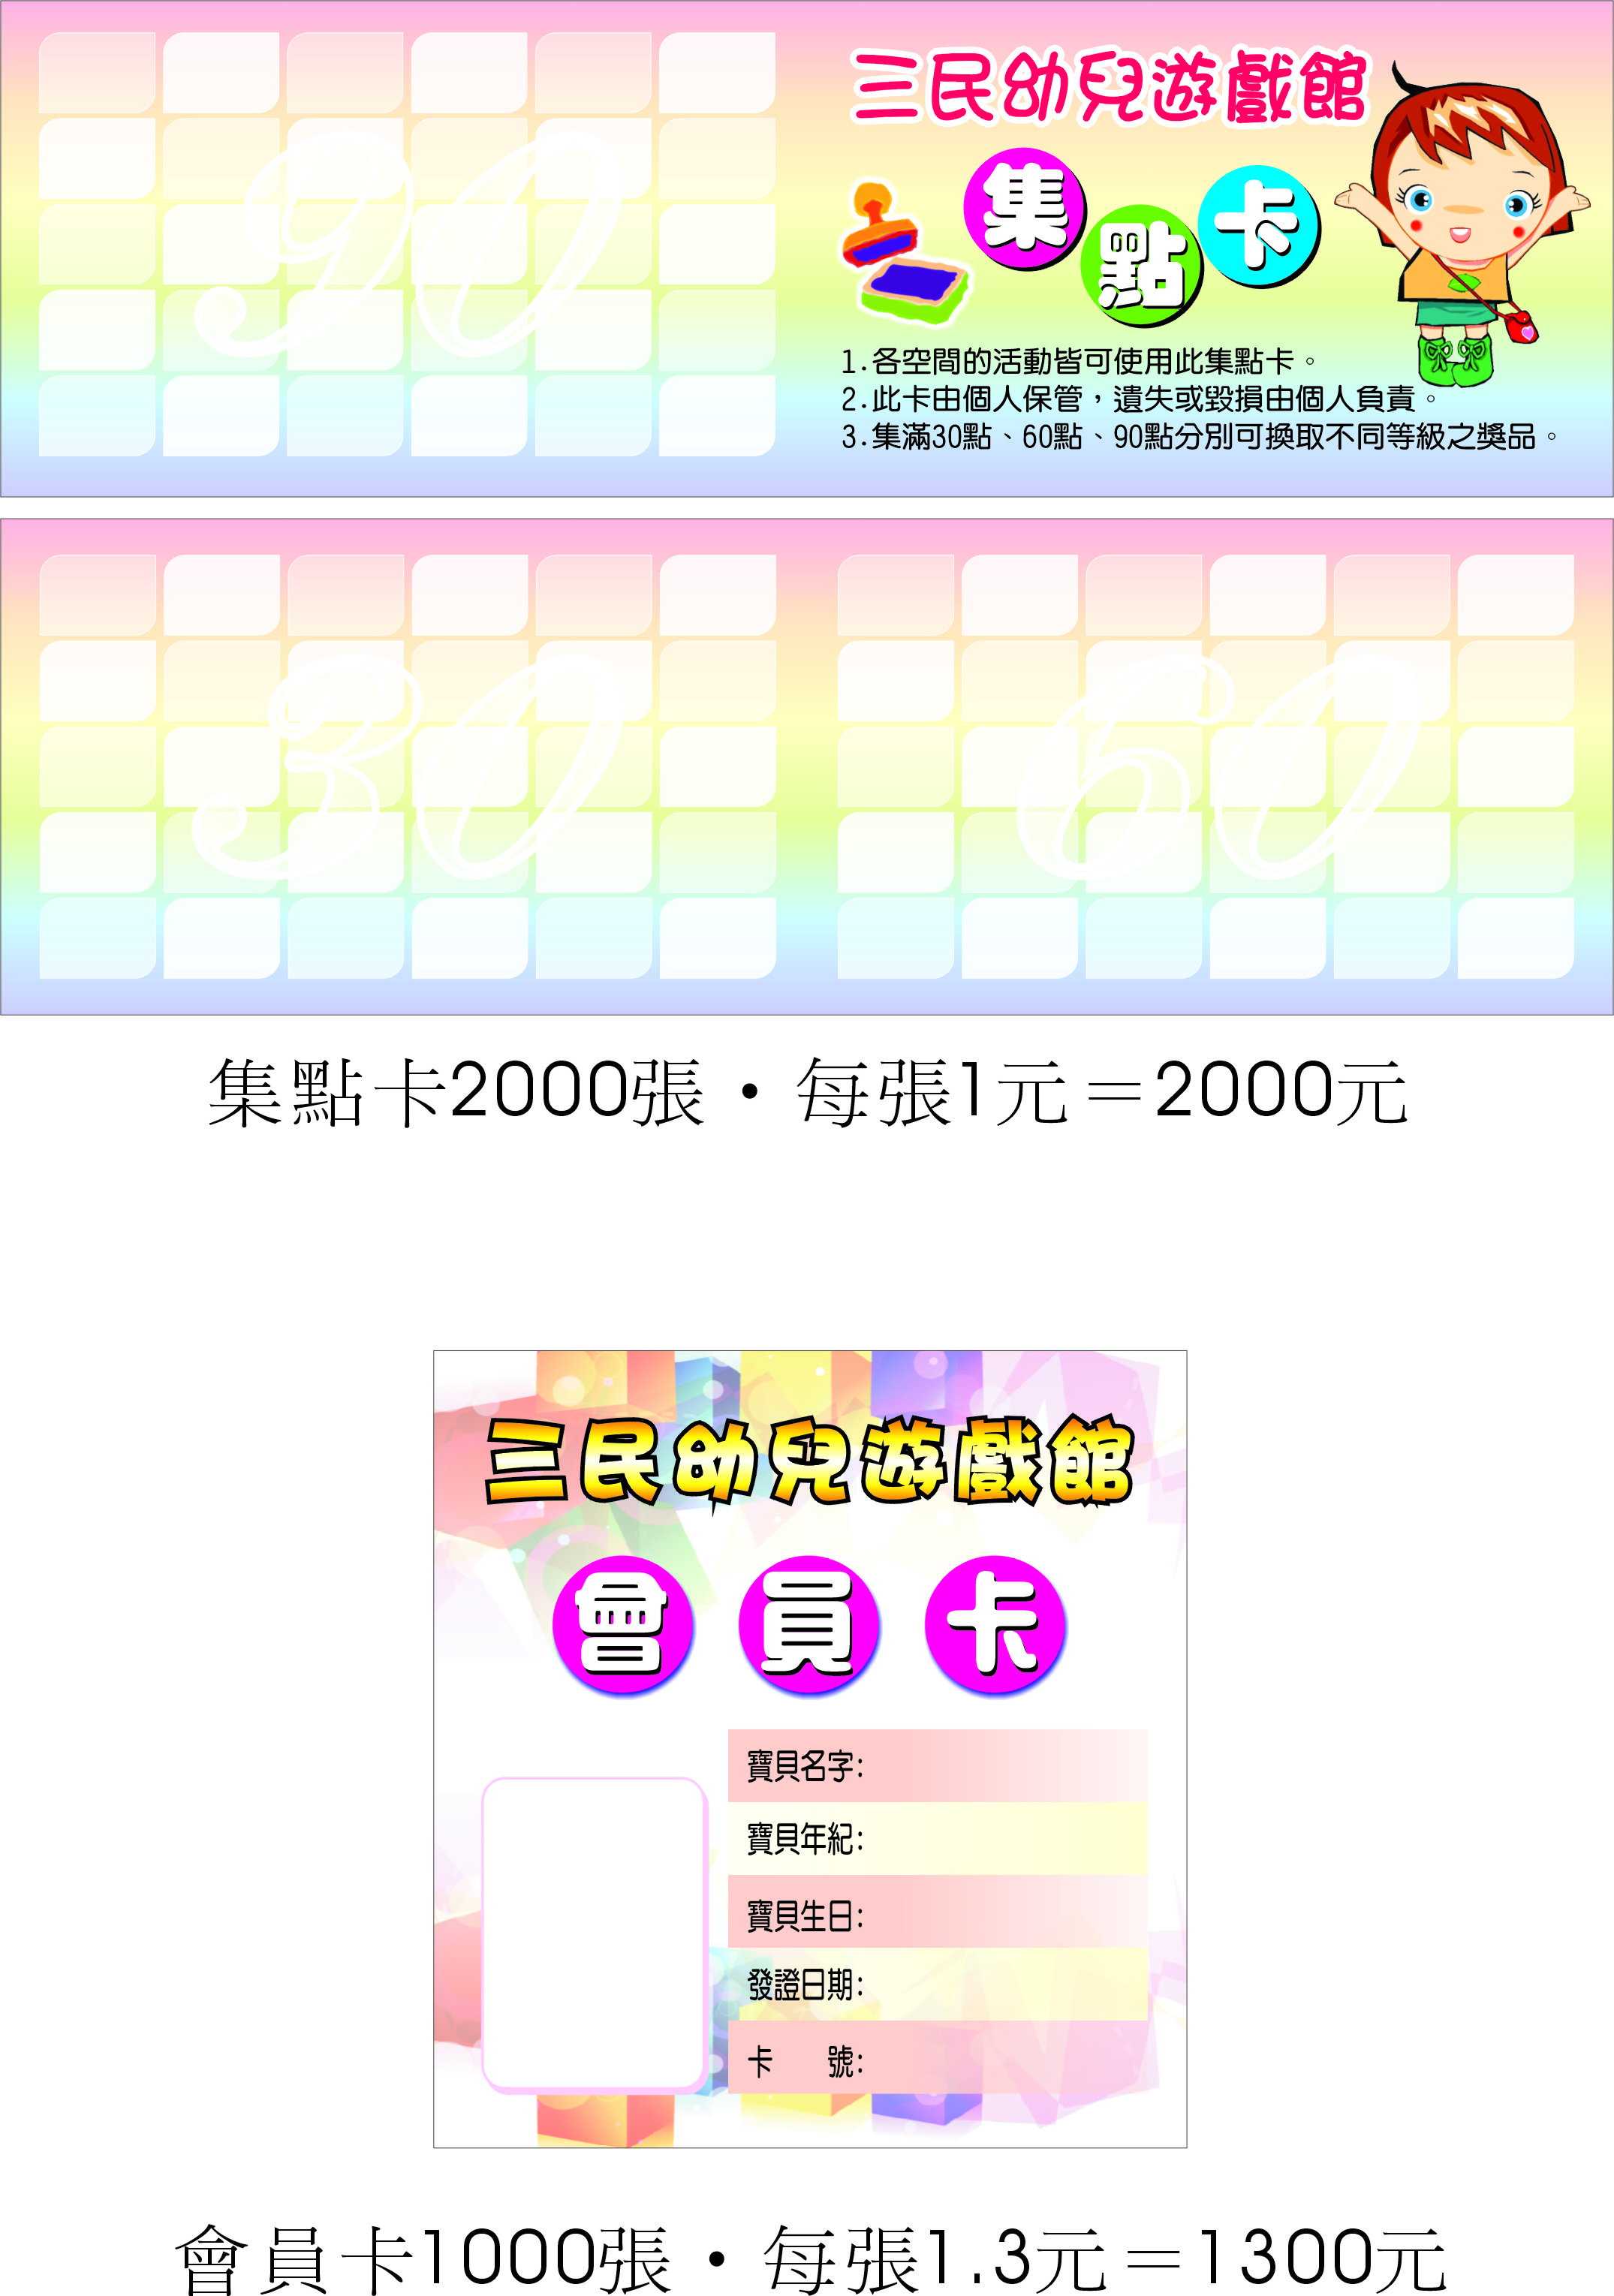 90
三民幼兒遊戲館
集點卡
1.各空間的活動皆可使用此集點卡。
2.此卡由個人保管，遺失或毀損由個人負責。
3.集滿30點、60點、90點分別可換取不同等級之獎品。
30
60
集點卡2000張‧每張1元＝2000元
三民幼兒遊戲館
會員卡
寶貝名字:
寶貝年紀:
寶貝生日:
發證日期:
卡　　號:
會員卡1000張‧每張1.3元＝1300元